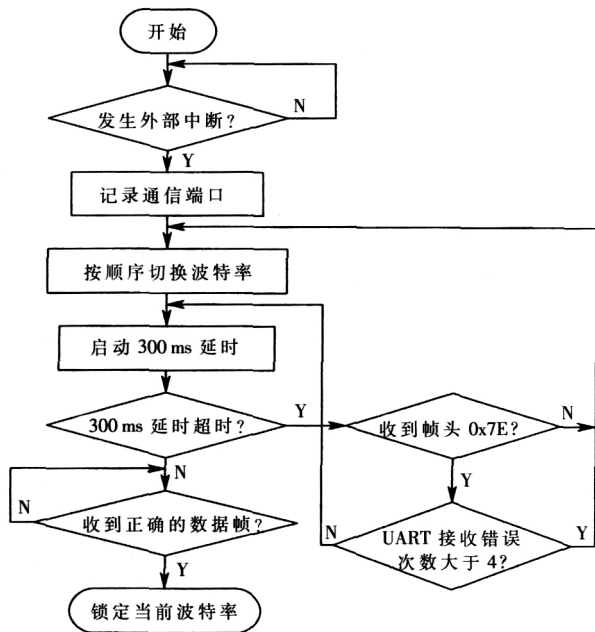 开始
发生外部中断?
N
Y
记录通信端口
按顺序切换波特率
启动 300 ms 延时
300 ms 延时超时?
Y
收到帧头 0x7E?
N
N
Y
N
收到正确的数据帧?
N
UART 接收错误
次数大于 4?
Y
Y
锁定当前波特率